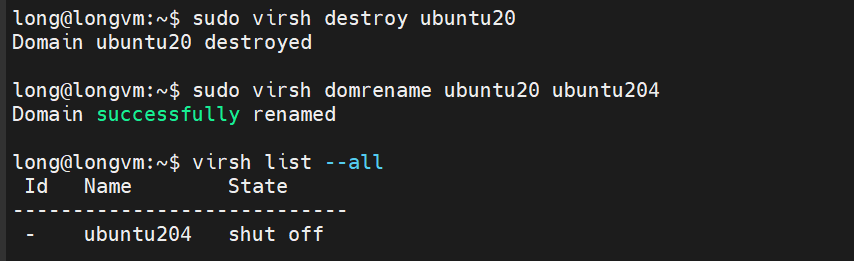 long@longvm:~$ sudo virsh destroy ubuntu20
Domain ubuntu20 destroyed
long@longvm:~$ sudo virsh domrename ubuntu20 ubuntu204
Domain successfully renamed
long@longvm:~$ virsh list --all
 Id   Name         State
----------------------------
 -    ubuntu204   shut off